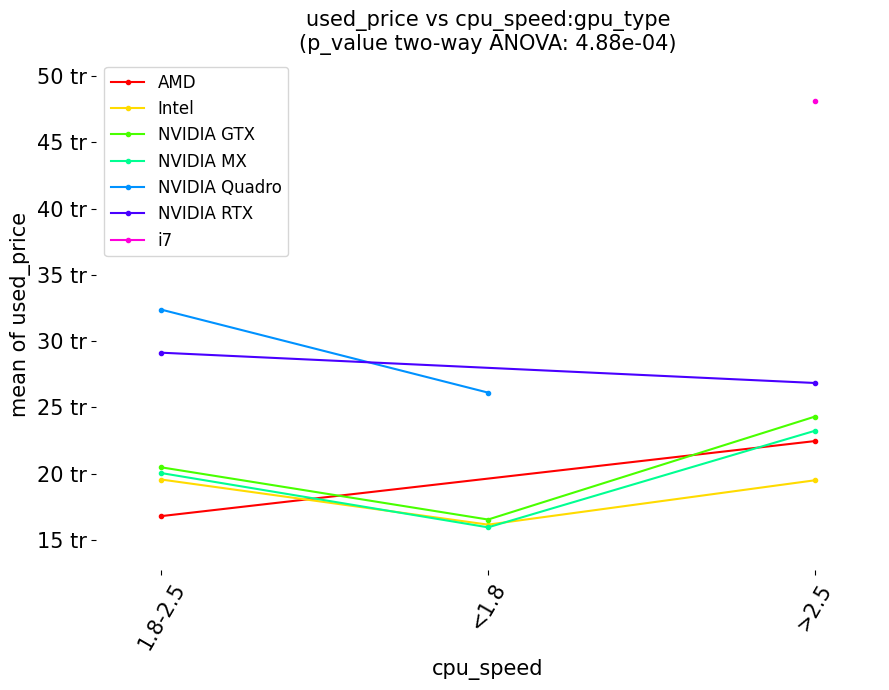 used_price vs cpu_speed:gpu_type
(p_value two-way ANOVA: 4.88e-04)
50 tr
45 tr
40 tr
35 tr
30 tr
25 tr
20 tr
15 tr
mean of used_price
AMD
Intel
NVIDIA GTX
NVIDIA MX
NVIDIA Quadro
NVIDIA RTX
i7
1.8-2.5
<1.8
>2.5
cpu_speed